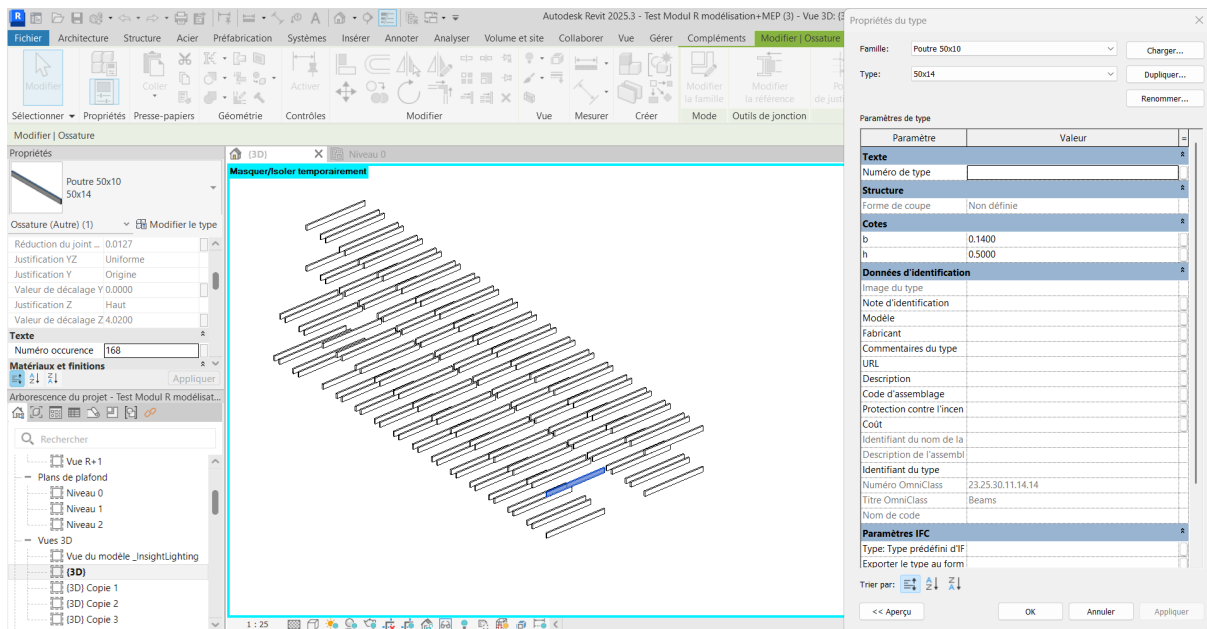 Autodesk Revit 2025.3 - Test Modul R modélisation+MEP (3) - Vue 3D: {3
Fichier Architecture Structure Acier Préfabrication Systèmes Insérer Annoter Analyser Volume et site Collaborer Vue Gérer Compléments Modifier | Ossature
Modifier Coller Activer Modifier la famille Modifier la référence
Sélectionner Propriétés Presse-papiers Géométrie Contrôles Modifier Vue Mesurer Créer Mode Outils de jonction
Modifier | Ossature
Propriétés
Poutre 50x10
50x14
Ossature (Autre) (1) Modifier le type
Réduction du joint ... 0.0127
Justification YZ Uniforme
Justification Y Origine
Valeur de décalage Y 0.0000
Justification Z Haut
Valeur de décalage Z 4.0200
Texte
Numéro occurence 168
Matériaux et finitions
Appliquer
Arborescence du projet - Test Modul R modélisat...
Rechercher
Vue R+1
Plans de plafond
Niveau 0
Niveau 1
Niveau 2
Vues 3D
Vue du modèle _InsightLighting
{3D}
{3D} Copie 1
{3D} Copie 2
{3D} Copie 3
{3D} Niveau 0
Masquer/Isoler temporairement
1 : 25
Propriétés du type
Famille: Poutre 50x10 Charger...
Type: 50x14 Dupliquer...
Renommer...
Paramètres de type
Paramètre Valeur =
Texte
Numéro de type
Structure
Forme de coupe Non définie
Cotes
b 0.1400
h 0.5000
Données d'identification
Image du type
Note d'identification
Modèle
Fabricant
Commentaires du type
URL
Description
Code d'assemblage
Protection contre l'incen
Coût
Identifiant du nom de la
Description de l'assembl
Identifiant du type
Numéro OmniClass 23.25.30.11.14.14
Titre OmniClass Beams
Nom de code
Paramètres IFC
Type: Type prédéfini d'IF
Exporter le type au form
Trier par:
<< Aperçu OK Annuler Appliquer